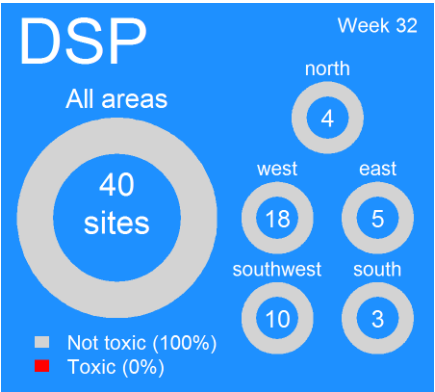 DSP
Week 32
All areas
40
sites
north
4
west
18
east
5
southwest
10
south
3
Not toxic (100%)
Toxic (0%)